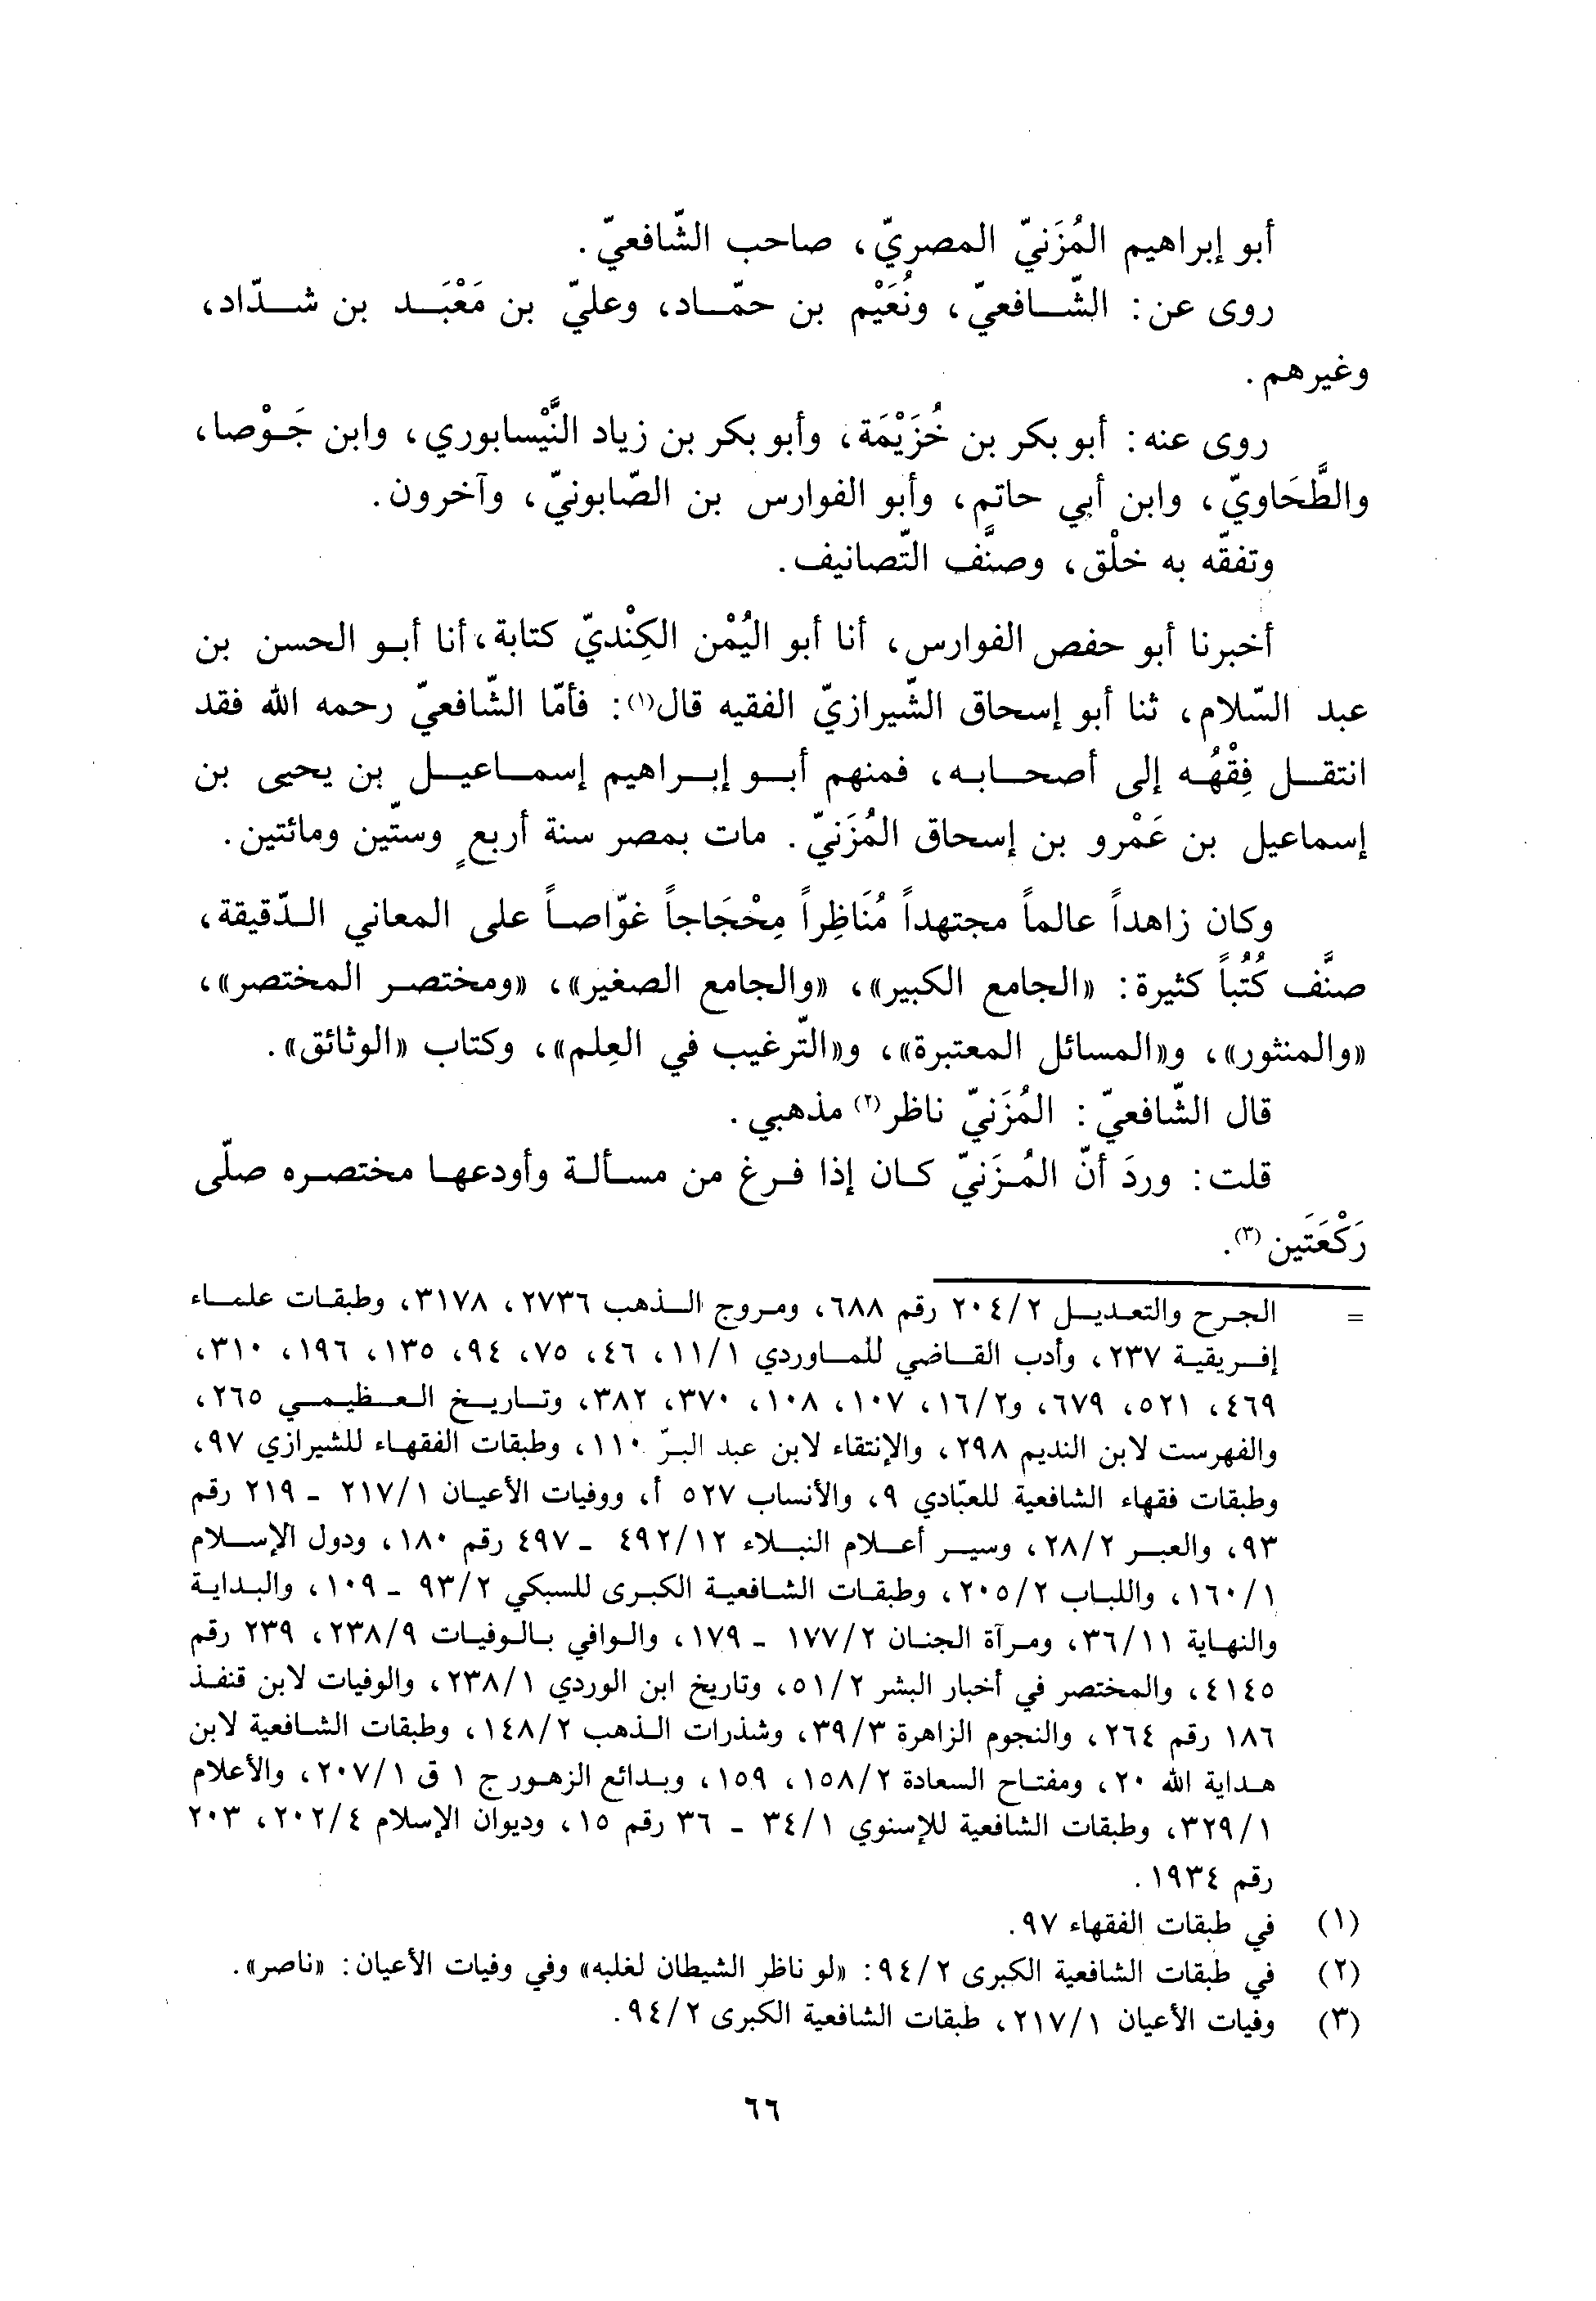 أبو إبراهيم المُزَنيّ المصريّ، صاحب الشّافعيّ.
روى عن: الشّافعيّ، ونُعَيْم بن حمّاد، وعليّ بن مَعْبَد بن شدّاد،
وغيرهم.
روى عنه: أبو بكر بن خُزَيْمَة، وأبو بكر بن زياد النَّيْسابوري، وابن جَوْصا،
والطَّحَاويّ، وابن أبي حاتم، وأبو الفوارس بن الصّابونيّ، وآخرون.
وتفقّه به خلْق، وصنَّف التّصانيف.
أخبرنا أبو حفص الفوارس، أنا أبو اليُمْن الكِنْديّ كتابة، أنا أبو الحسن بن
عبد السّلام، ثنا أبو إسحاق الشّيرازيّ الفقيه قال(١): فأمّا الشّافعيّ رحمه الله فقد
انتقل فِقْهُه إلى أصحابه، فمنهم أبو إبراهيم إسماعيل بن يحيى بن
إسماعيل بن عَمْرو بن إسحاق المُزَنيّ. مات بمصر سنة أربعٍ وستّين ومائتين.
وكان زاهداً عالماً مجتهداً مُنَاظِراً مِحْجَاجاً غوّاصاً على المعاني الدّقيقة،
صنَّف كُتُباً كثيرة: «الجامع الكبير»، «والجامع الصغير»، «ومختصر المختصر»،
«والمنثور»، و«المسائل المعتبرة»، و«التّرغيب في العِلم»، وكتاب «الوثائق».
قال الشّافعيّ: المُزَنيّ ناظر(٢) مذهبي.
قلت: وردَ أنّ المُزَنيّ كان إذا فرغ من مسألة وأودعها مختصره صلّى
رَكْعَتَين(٣).
= الجرح والتعديل ٢/٢٠٤ رقم ٦٨٨، ومروج الذهب ٢٧٣٦، ٣١٧٨، وطبقات علماء
إفريقية ٢٣٧، وأدب القاضي للماوردي ١/١١، ٤٦، ٧٥، ٩٤، ١٣٥، ١٩٦، ٣١٠،
٤٦٩، ٥٢١، ٦٧٩، و٢/١٦، ١٠٧، ١٠٨، ٣٧٠، ٣٨٢، وتاريخ العظيمي ٢٦٥،
والفهرست لابن النديم ٢٩٨، والإنتقاء لابن عبد البرّ ١١٠، وطبقات الفقهاء للشيرازي ٩٧،
وطبقات فقهاء الشافعية للعبّادي ٩، والأنساب ٥٢٧ أ، ووفيات الأعيان ١/٢١٧ - ٢١٩ رقم
٩٣، والعبر ٢/٢٨، وسير أعلام النبلاء ١٢/٤٩٢ - ٤٩٧ رقم ١٨٠، ودول الإسلام
١/١٦٠، واللباب ٢/٢٠٥، وطبقات الشافعية الكبرى للسبكي ٢/٩٣ - ١٠٩، والبداية
والنهاية ١١/٣٦، ومرآة الجنان ٢/١٧٧ - ١٧٩، والوافي بالوفيات ٩/٢٣٨، ٢٣٩ رقم
٤١٤٥، والمختصر في أخبار البشر ٢/٥١، وتاريخ ابن الوردي ١/٢٣٨، والوفيات لابن قنفذ
١٨٦ رقم ٢٦٤، والنجوم الزاهرة ٣/٣٩، وشذرات الذهب ٢/١٤٨، وطبقات الشافعية لابن
هداية الله ٢٠، ومفتاح السعادة ٢/١٥٨، ١٥٩، وبدائع الزهور ج ١ ق ١/٢٠٧، والأعلام
١/٣٢٩، وطبقات الشافعية للإسنوي ١/٣٤ - ٣٦ رقم ١٥، وديوان الإسلام ٤/٢٠٢، ٢٠٣
رقم ١٩٣٤.
(١) في طبقات الفقهاء ٩٧.
(٢) في طبقات الشافعية الكبرى ٢/٩٤: «لو ناظر الشيطان لغلبه» وفي وفيات الأعيان: «ناصر».
(٣) وفيات الأعيان ١/٢١٧، طبقات الشافعية الكبرى ٢/٩٤.
٦٦